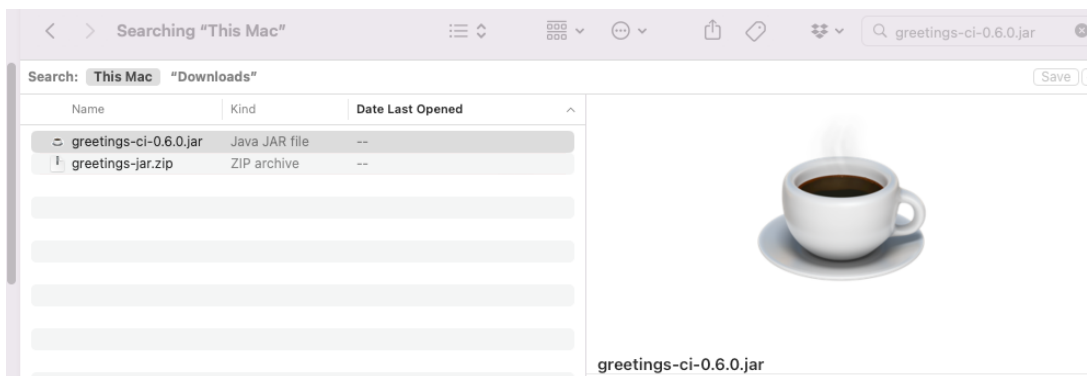 Searching “This Mac”
greetings-ci-0.6.0.jar
Search: This Mac “Downloads”
Save
Name Kind Date Last Opened
greetings-ci-0.6.0.jar Java JAR file --
greetings-jar.zip ZIP archive --
greetings-ci-0.6.0.jar